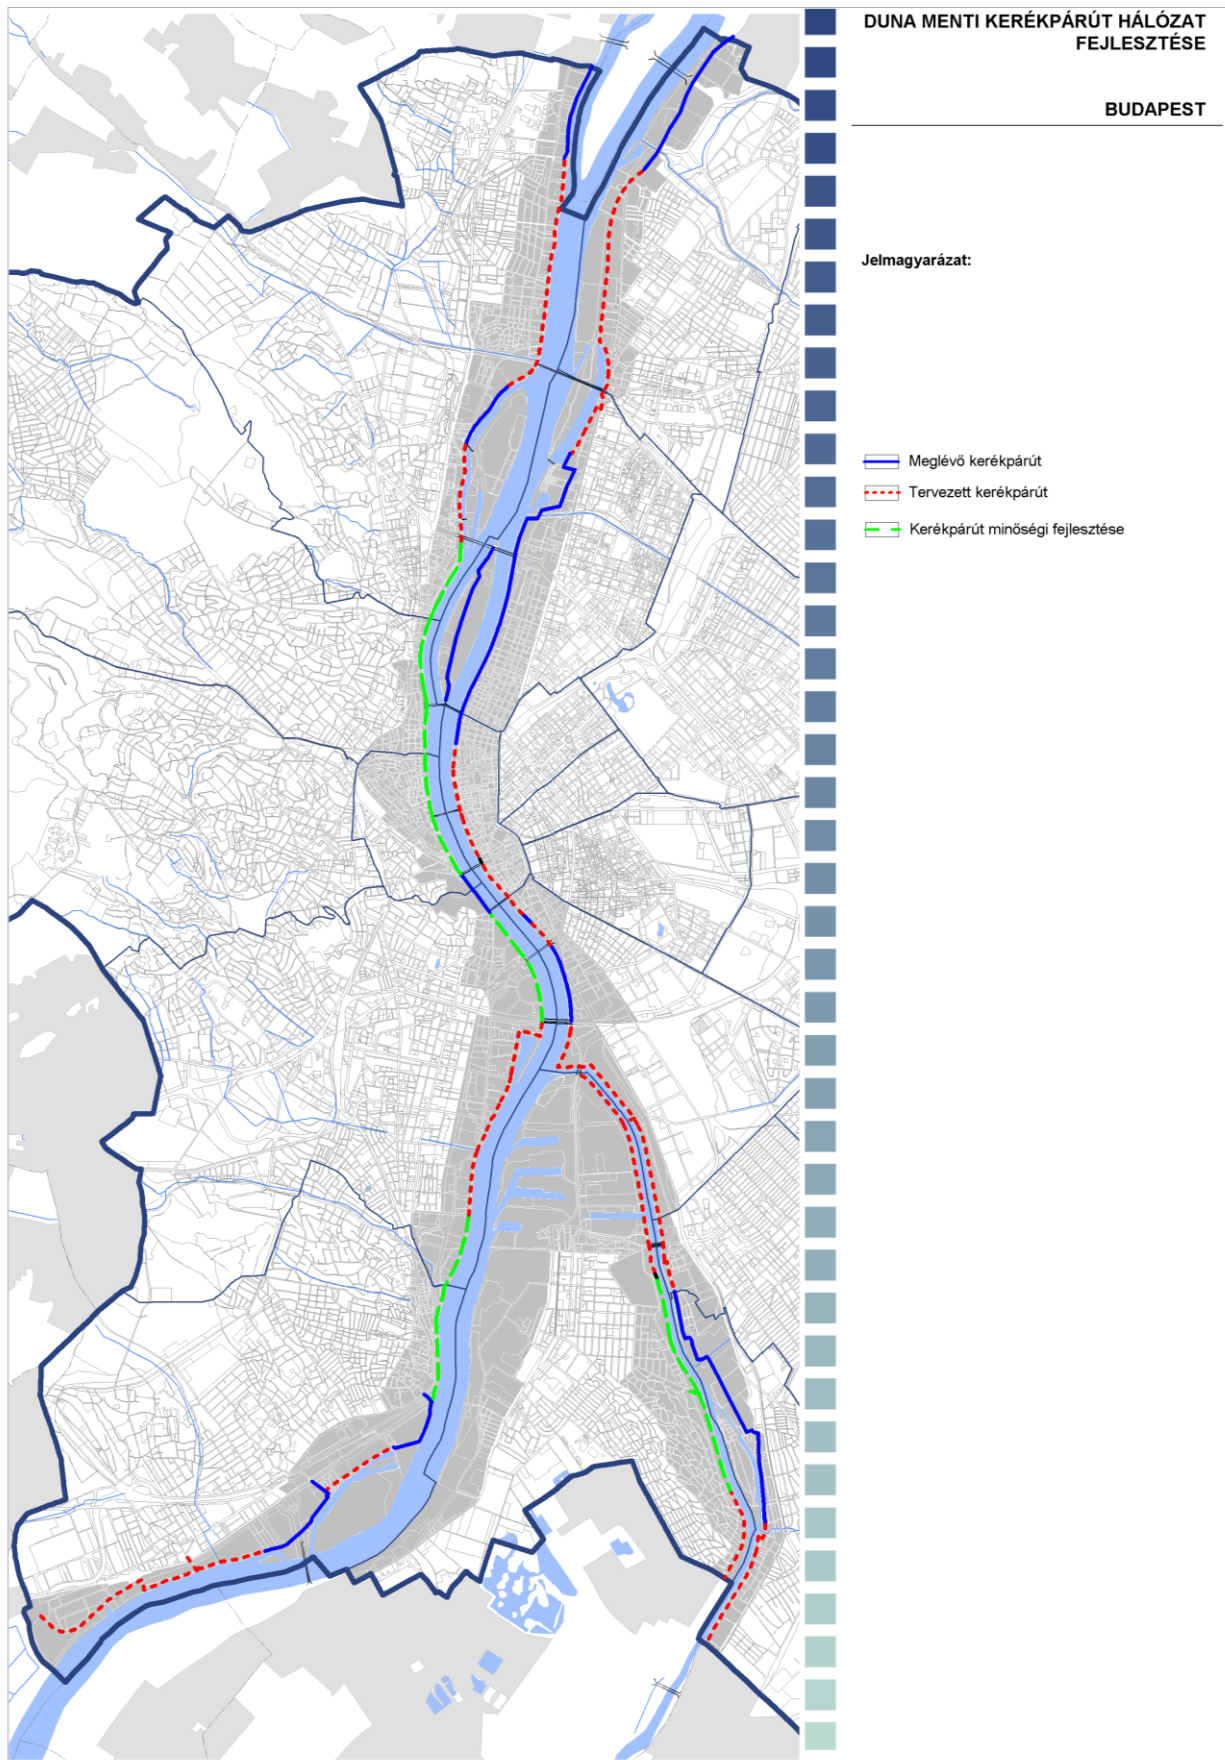 DUNA MENTI KERÉKPÁRÚT HÁLÓZAT
FEJLESZTÉSE
BUDAPEST
Jelmagyarázat:
Meglévő kerékpárút
Tervezett kerékpárút
Kerékpárút minőségi fejlesztése